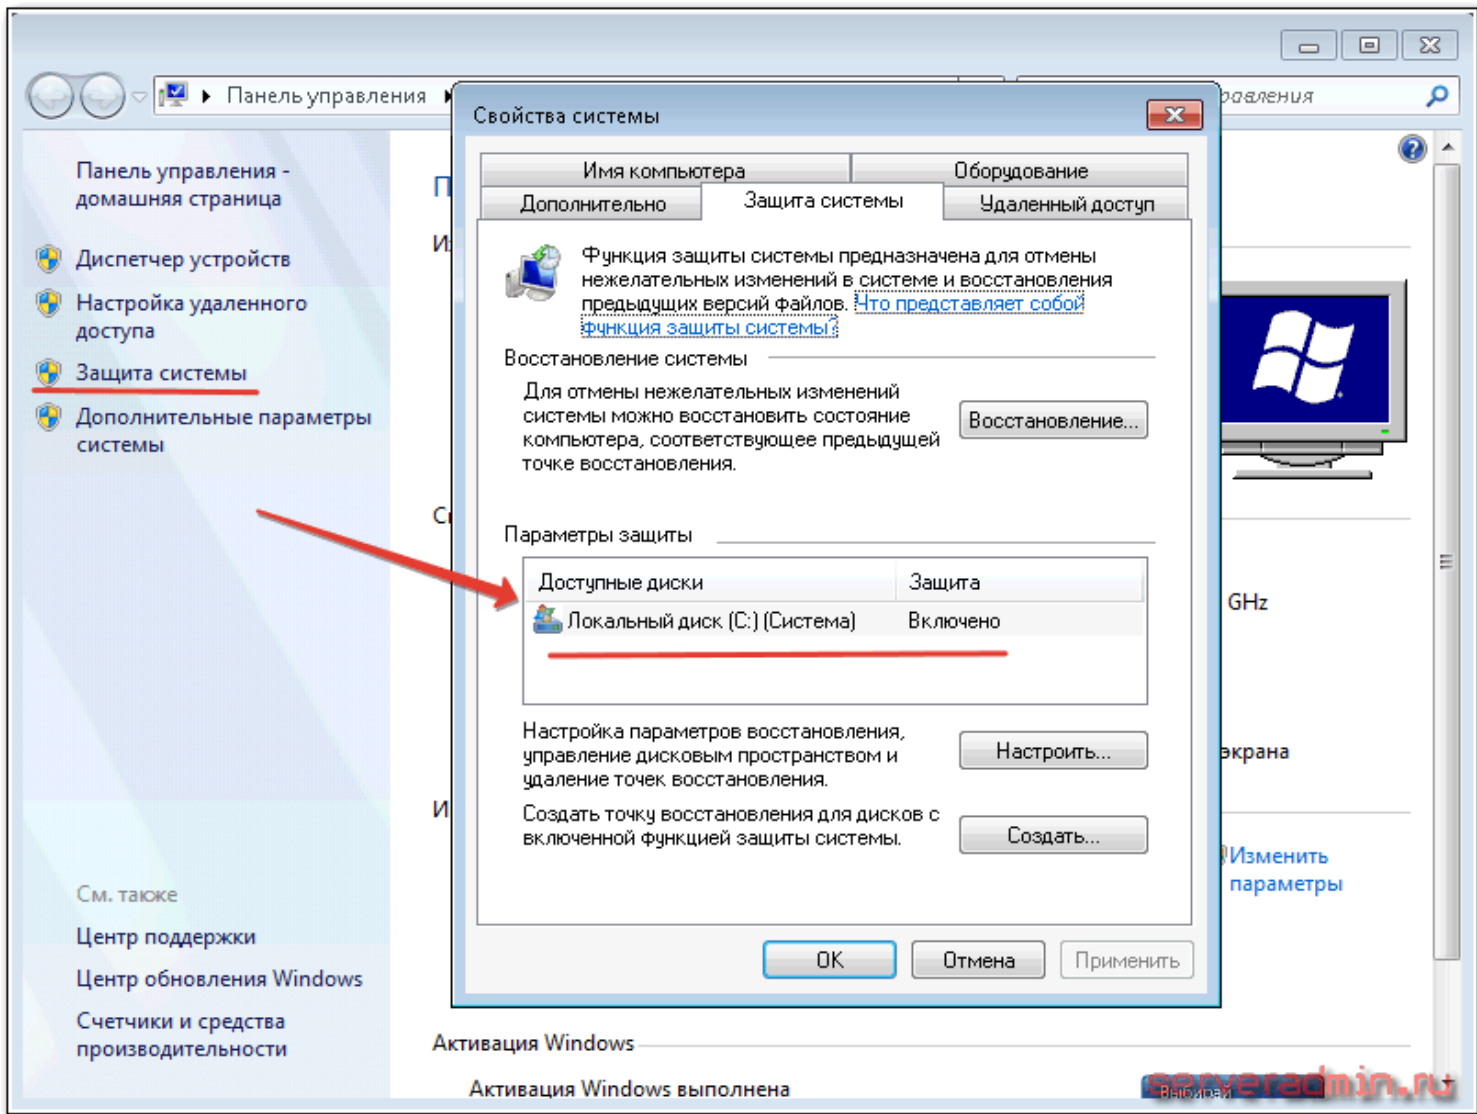 Панель управления
равления
Панель управления -
домашняя страница
Диспетчер устройств
Настройка удаленного
доступа
Защита системы
Дополнительные параметры
системы
См. также
Центр поддержки
Центр обновления Windows
Счетчики и средства
производительности
Свойства системы
Имя компьютера
Оборудование
Дополнительно
Защита системы
Удаленный доступ
Функция защиты системы предназначена для отмены
нежелательных изменений в системе и восстановления
предыдущих версий файлов. Что представляет собой
функция защиты системы?
Восстановление системы
Для отмены нежелательных изменений
системы можно восстановить состояние
компьютера, соответствующее предыдущей
точке восстановления.
Восстановление...
Параметры защиты
Доступные диски
Защита
Локальный диск (C:) (Система)
Включено
Настройка параметров восстановления,
управление дисковым пространством и
удаление точек восстановления.
Настроить...
Создать точку восстановления для дисков с
включенной функцией защиты системы.
Создать...
OK
Отмена
Применить
GHz
экрана
Изменить
параметры
Активация Windows
Активация Windows выполнена
Выбирай
serveradmin.ru